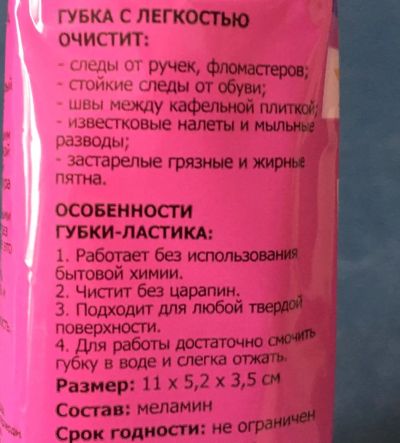 ГУБКА С ЛЕГКОСТЬЮ
ОЧИСТИТ:
- следы от ручек, фломастеров;
- стойкие следы от обуви;
- швы между кафельной плиткой;
- известковые налеты и мыльные
разводы;
- застарелые грязные и жирные
пятна.
ОСОБЕННОСТИ
ГУБКИ-ЛАСТИКА:
1. Работает без использования
бытовой химии.
2. Чистит без царапин.
3. Подходит для любой твердой
поверхности.
4. Для работы достаточно смочить
губку в воде и слегка отжать.
Размер: 11 x 5,2 x 3,5 см
Состав: меламин
Срок годности: не ограничен